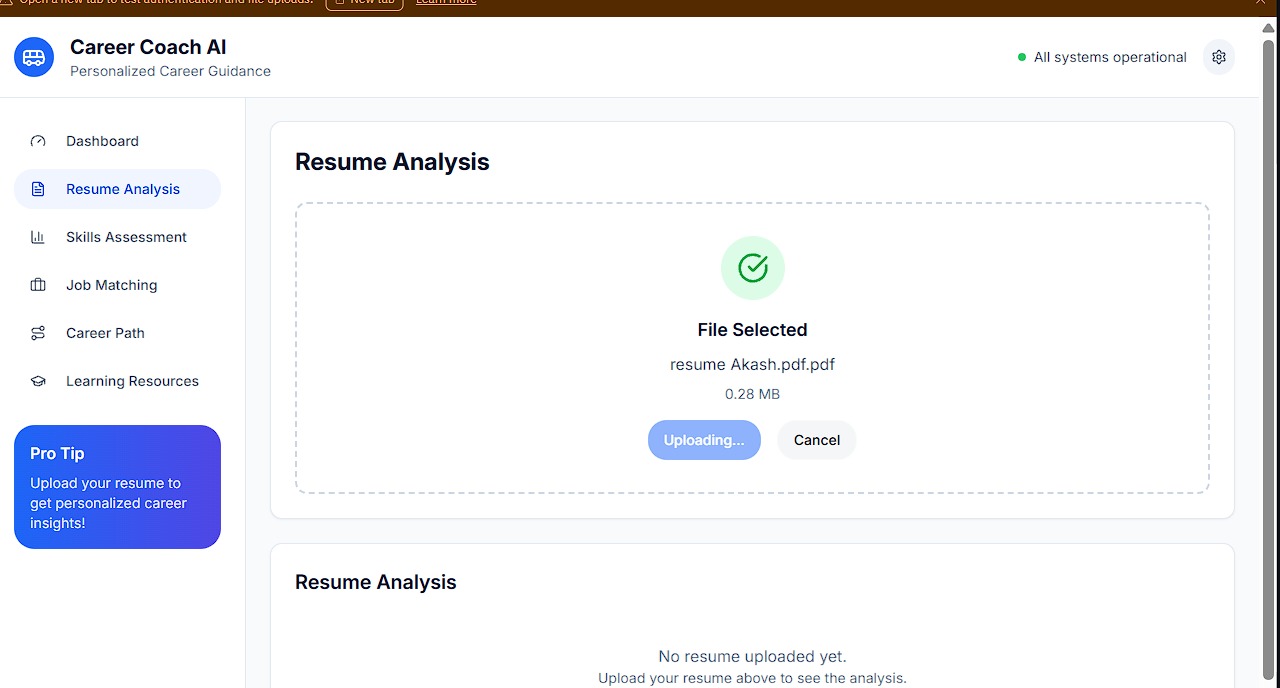 Open a new tab to test authentication and file uploads.
New tab
Learn more
Career Coach AI
Personalized Career Guidance
All systems operational
Dashboard
Resume Analysis
Skills Assessment
Job Matching
Career Path
Learning Resources
Pro Tip
Upload your resume to
get personalized career
insights!
Resume Analysis
File Selected
resume Akash.pdf.pdf
0.28 MB
Uploading...
Cancel
Resume Analysis
No resume uploaded yet.
Upload your resume above to see the analysis.